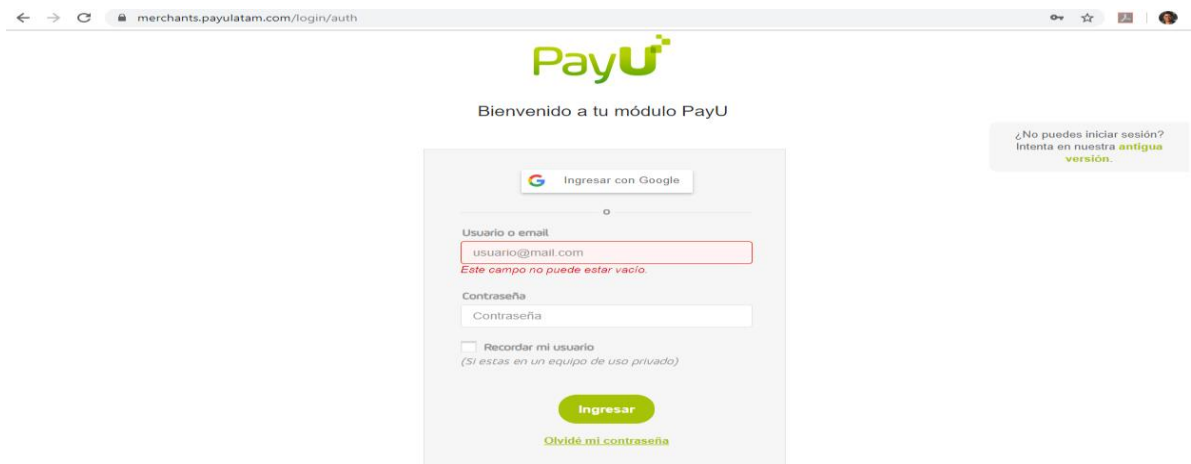 merchants.payulatam.com/login/auth
PayU
Bienvenido a tu módulo PayU
¿No puedes iniciar sesión?
Intenta en nuestra antigua
versión.
Ingresar con Google
o
Usuario o email
usuario@mail.com
Este campo no puede estar vacío.
Contraseña
Contraseña
Recordar mi usuario
(Si estas en un equipo de uso privado)
Ingresar
Olvidé mi contraseña